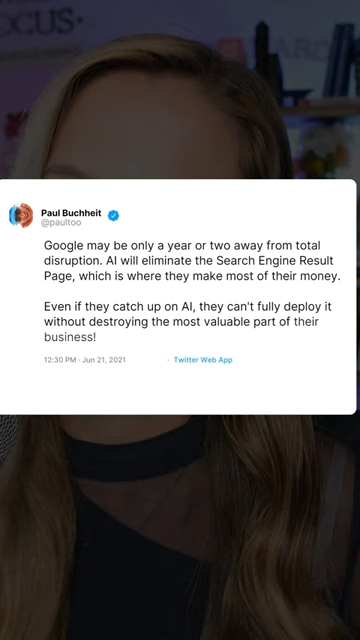 OCUS·
Paul Buchheit
@paultoo
Google may be only a year or two away from total
disruption. AI will eliminate the Search Engine Result
Page, which is where they make most of their money.
Even if they catch up on AI, they can't fully deploy it
without destroying the most valuable part of their
business!
12:30 PM · Jun 21, 2021 · Twitter Web App